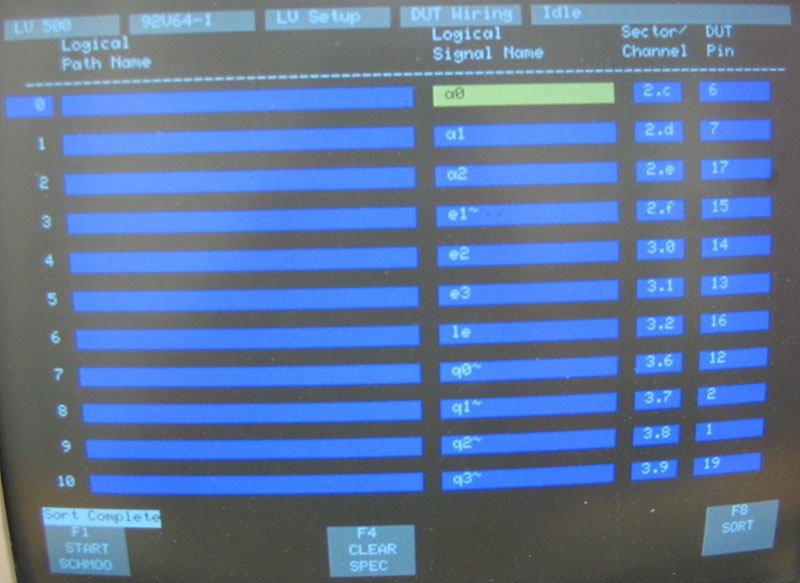 LV 500 92V64-1 LV Setup DUT Wiring Idle
Logical Path Name Logical Signal Name Sector/Channel DUT Pin
0 a0 2.c 6
1 a1 2.d 7
2 a2 2.e 17
3 e1~ 2.f 15
4 e2 3.0 14
5 e3 3.1 13
6 le 3.2 16
7 q0~ 3.6 12
8 q1~ 3.7 2
9 q2~ 3.8 1
10 q3~ 3.9 19
Sort Complete
F1 START SCHMOO F4 CLEAR SPEC F8 SORT